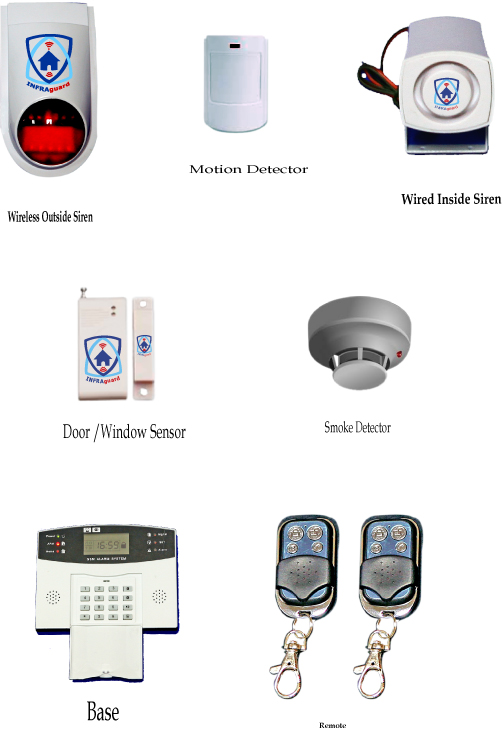 INFRAguard
INFRAguard
Motion Detector
Wired Inside Siren
Wireless Outside Siren
INFRAguard
Door /Window Sensor
Smoke Detector
16:59
GSM ALARM SYSTEM
Base
Remote